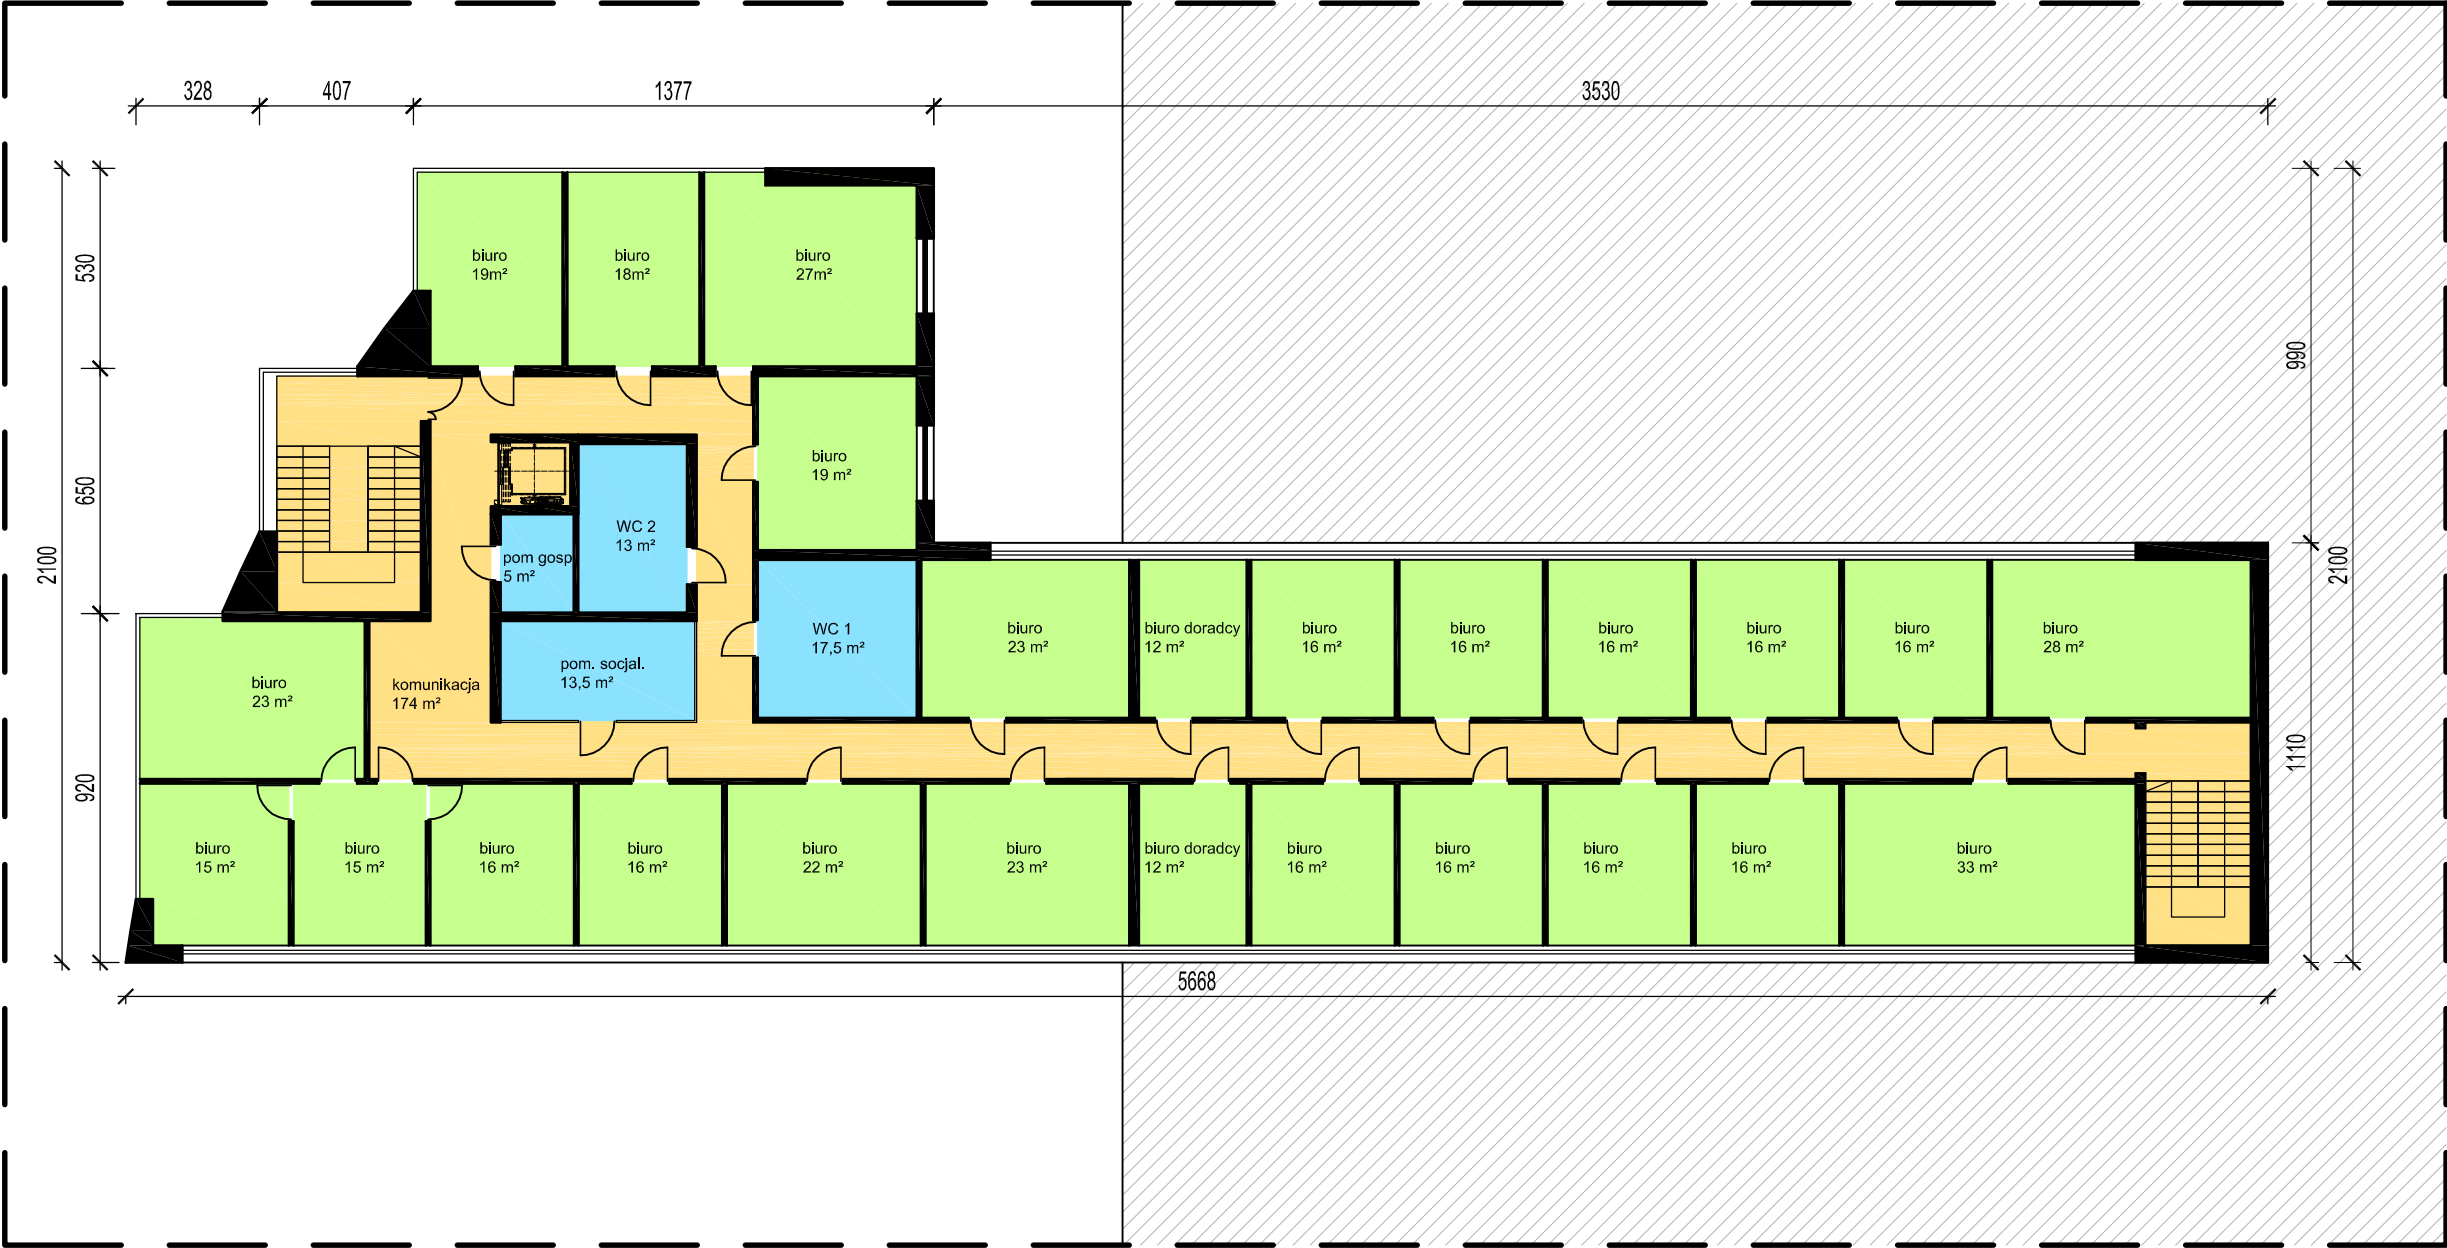 328
407
1377
3530
530
650
920
2100
990
1110
2100
5668
biuro
19m²
biuro
18m²
biuro
27m²
biuro
19 m²
WC 2
13 m²
pom gosp
5 m²
WC 1
17,5 m²
pom. socjal.
13,5 m²
komunikacja
174 m²
biuro
23 m²
biuro
23 m²
biuro doradcy
12 m²
biuro
16 m²
biuro
16 m²
biuro
16 m²
biuro
16 m²
biuro
16 m²
biuro
28 m²
biuro
15 m²
biuro
15 m²
biuro
16 m²
biuro
16 m²
biuro
22 m²
biuro
23 m²
biuro doradcy
12 m²
biuro
16 m²
biuro
16 m²
biuro
16 m²
biuro
16 m²
biuro
33 m²